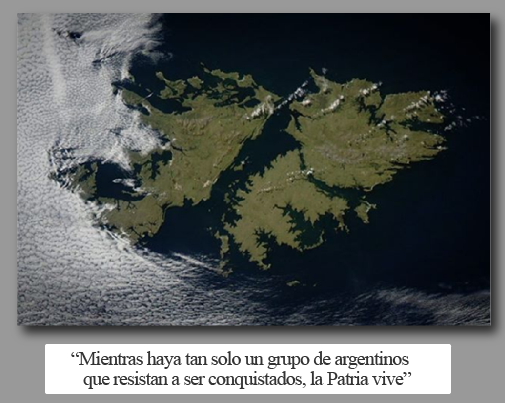 “Mientras haya tan solo un grupo de argentinos
que resistan a ser conquistados, la Patria vive”